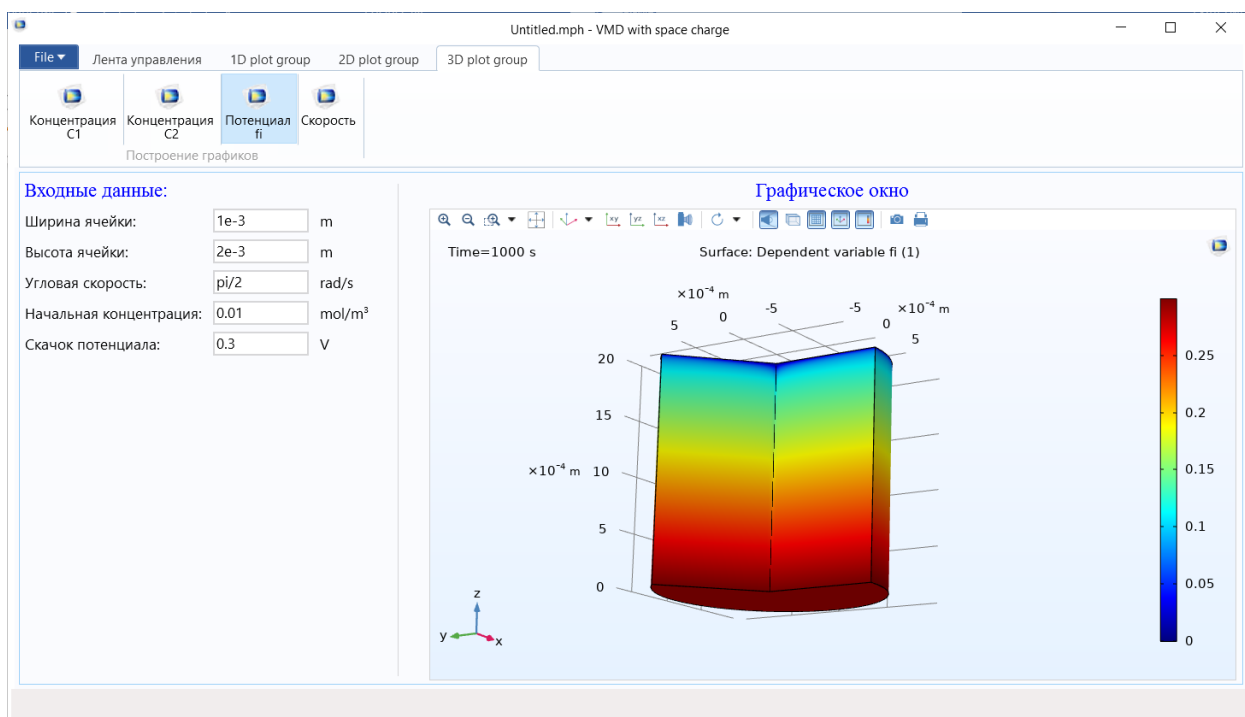 Untitled.mph - VMD with space charge
File Лента управления 1D plot group 2D plot group 3D plot group
Концентрация C1
Концентрация C2
Потенциал fi
Скорость
Построение графиков
Входные данные:
Ширина ячейки: 1e-3 m
Высота ячейки: 2e-3 m
Угловая скорость: pi/2 rad/s
Начальная концентрация: 0.01 mol/m³
Скачок потенциала: 0.3 V
Графическое окно
xy yz xz
Time=1000 s
Surface: Dependent variable fi (1)
×10⁻⁴ m
5 0 -5
-5 0 5
×10⁻⁴ m
20
15
×10⁻⁴ m 10
5
0
z
y x
0.25
0.2
0.15
0.1
0.05
0